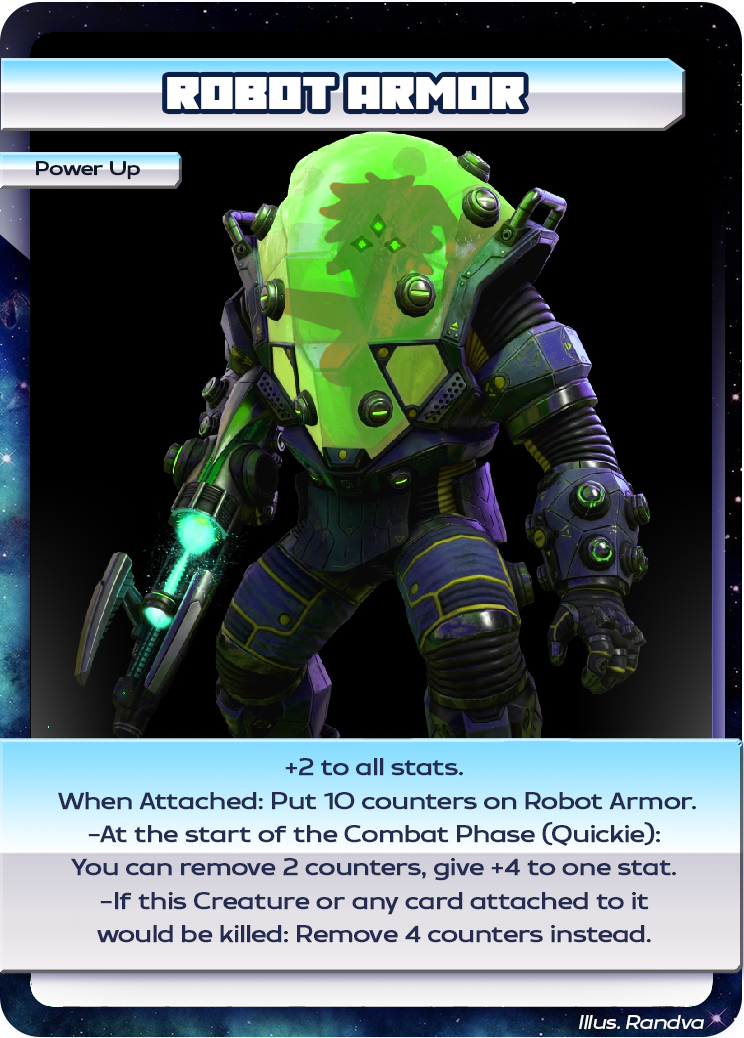 ROBOT ARMOR
Power Up
+2 to all stats.
When Attached: Put 10 counters on Robot Armor.
-At the start of the Combat Phase (Quickie):
You can remove 2 counters, give +4 to one stat.
-If this Creature or any card attached to it
would be killed: Remove 4 counters instead.
Illus. Randva